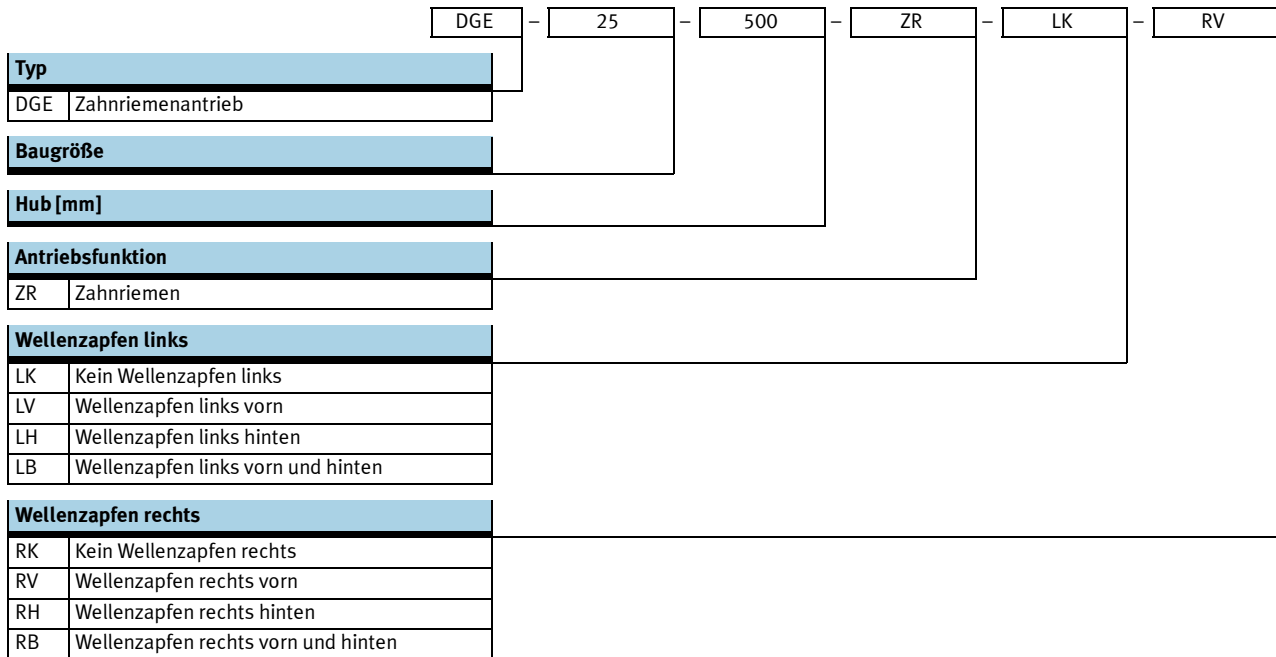 DGE – 25 – 500 – ZR – LK – RV
Typ
DGE Zahnriemenantrieb
Baugröße
Hub [mm]
Antriebsfunktion
ZR Zahnriemen
Wellenzapfen links
LK Kein Wellenzapfen links
LV Wellenzapfen links vorn
LH Wellenzapfen links hinten
LB Wellenzapfen links vorn und hinten
Wellenzapfen rechts
RK Kein Wellenzapfen rechts
RV Wellenzapfen rechts vorn
RH Wellenzapfen rechts hinten
RB Wellenzapfen rechts vorn und hinten